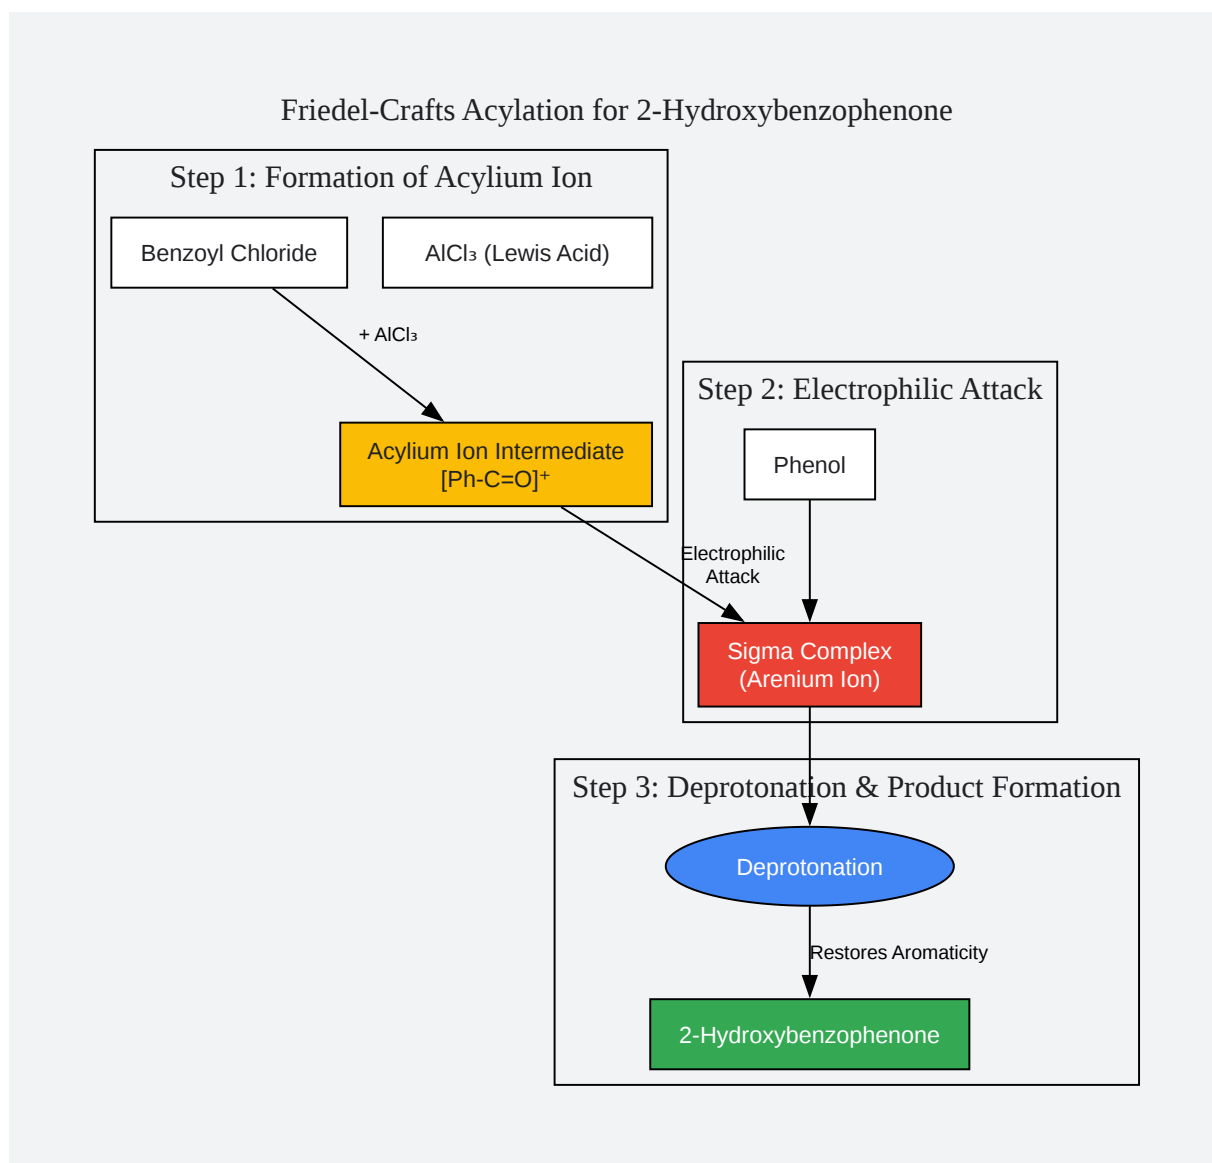 Friedel-Crafts Acylation for 2-Hydroxybenzophenone
Step 1: Formation of Acylium Ion
Benzoyl Chloride
AlCl₃ (Lewis Acid)
+ AlCl₃
Acylium Ion Intermediate
[Ph-C=O]⁺
Step 2: Electrophilic Attack
Phenol
Electrophilic
Attack
Sigma Complex
(Arenium Ion)
Step 3: Deprotonation & Product Formation
Deprotonation
Restores Aromaticity
2-Hydroxybenzophenone